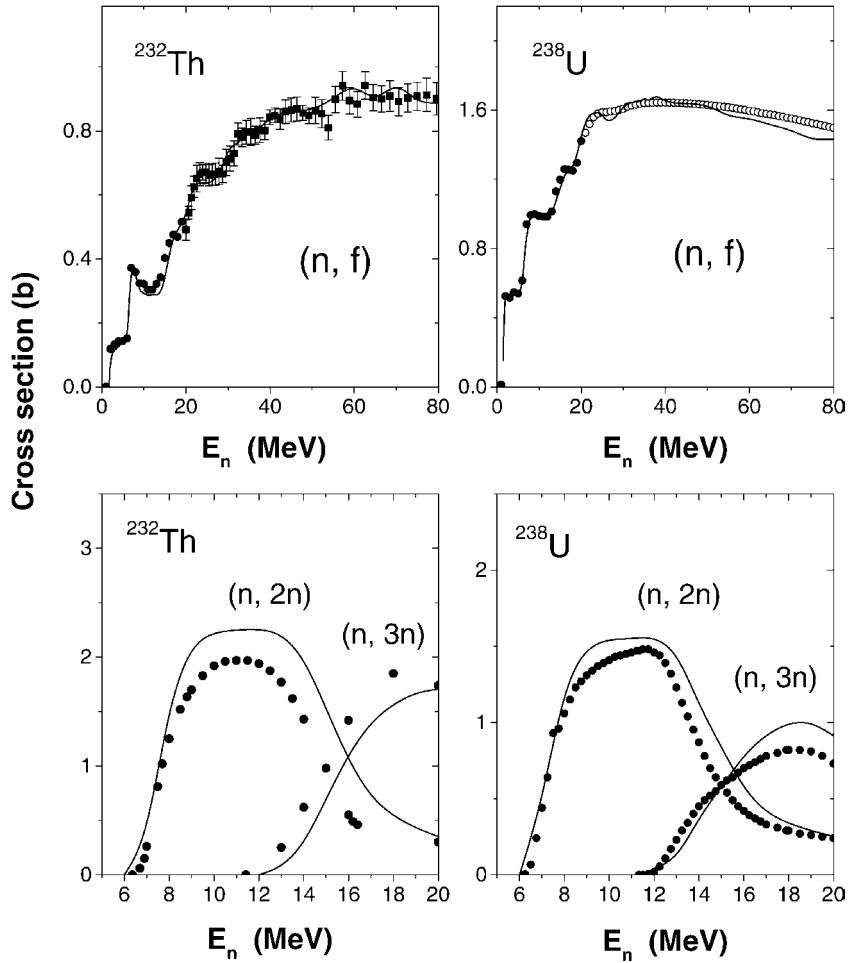 Cross section (b)
²³²Th
(n, f)
0.0
0.4
0.8
0
20
40
60
80
Eₙ (MeV)
²³⁸U
(n, f)
0.0
0.8
1.6
0
20
40
60
80
Eₙ (MeV)
²³²Th
(n, 2n)
(n, 3n)
0
1
2
3
6
8
10
12
14
16
18
20
Eₙ (MeV)
²³⁸U
(n, 2n)
(n, 3n)
0
1
2
6
8
10
12
14
16
18
20
Eₙ (MeV)